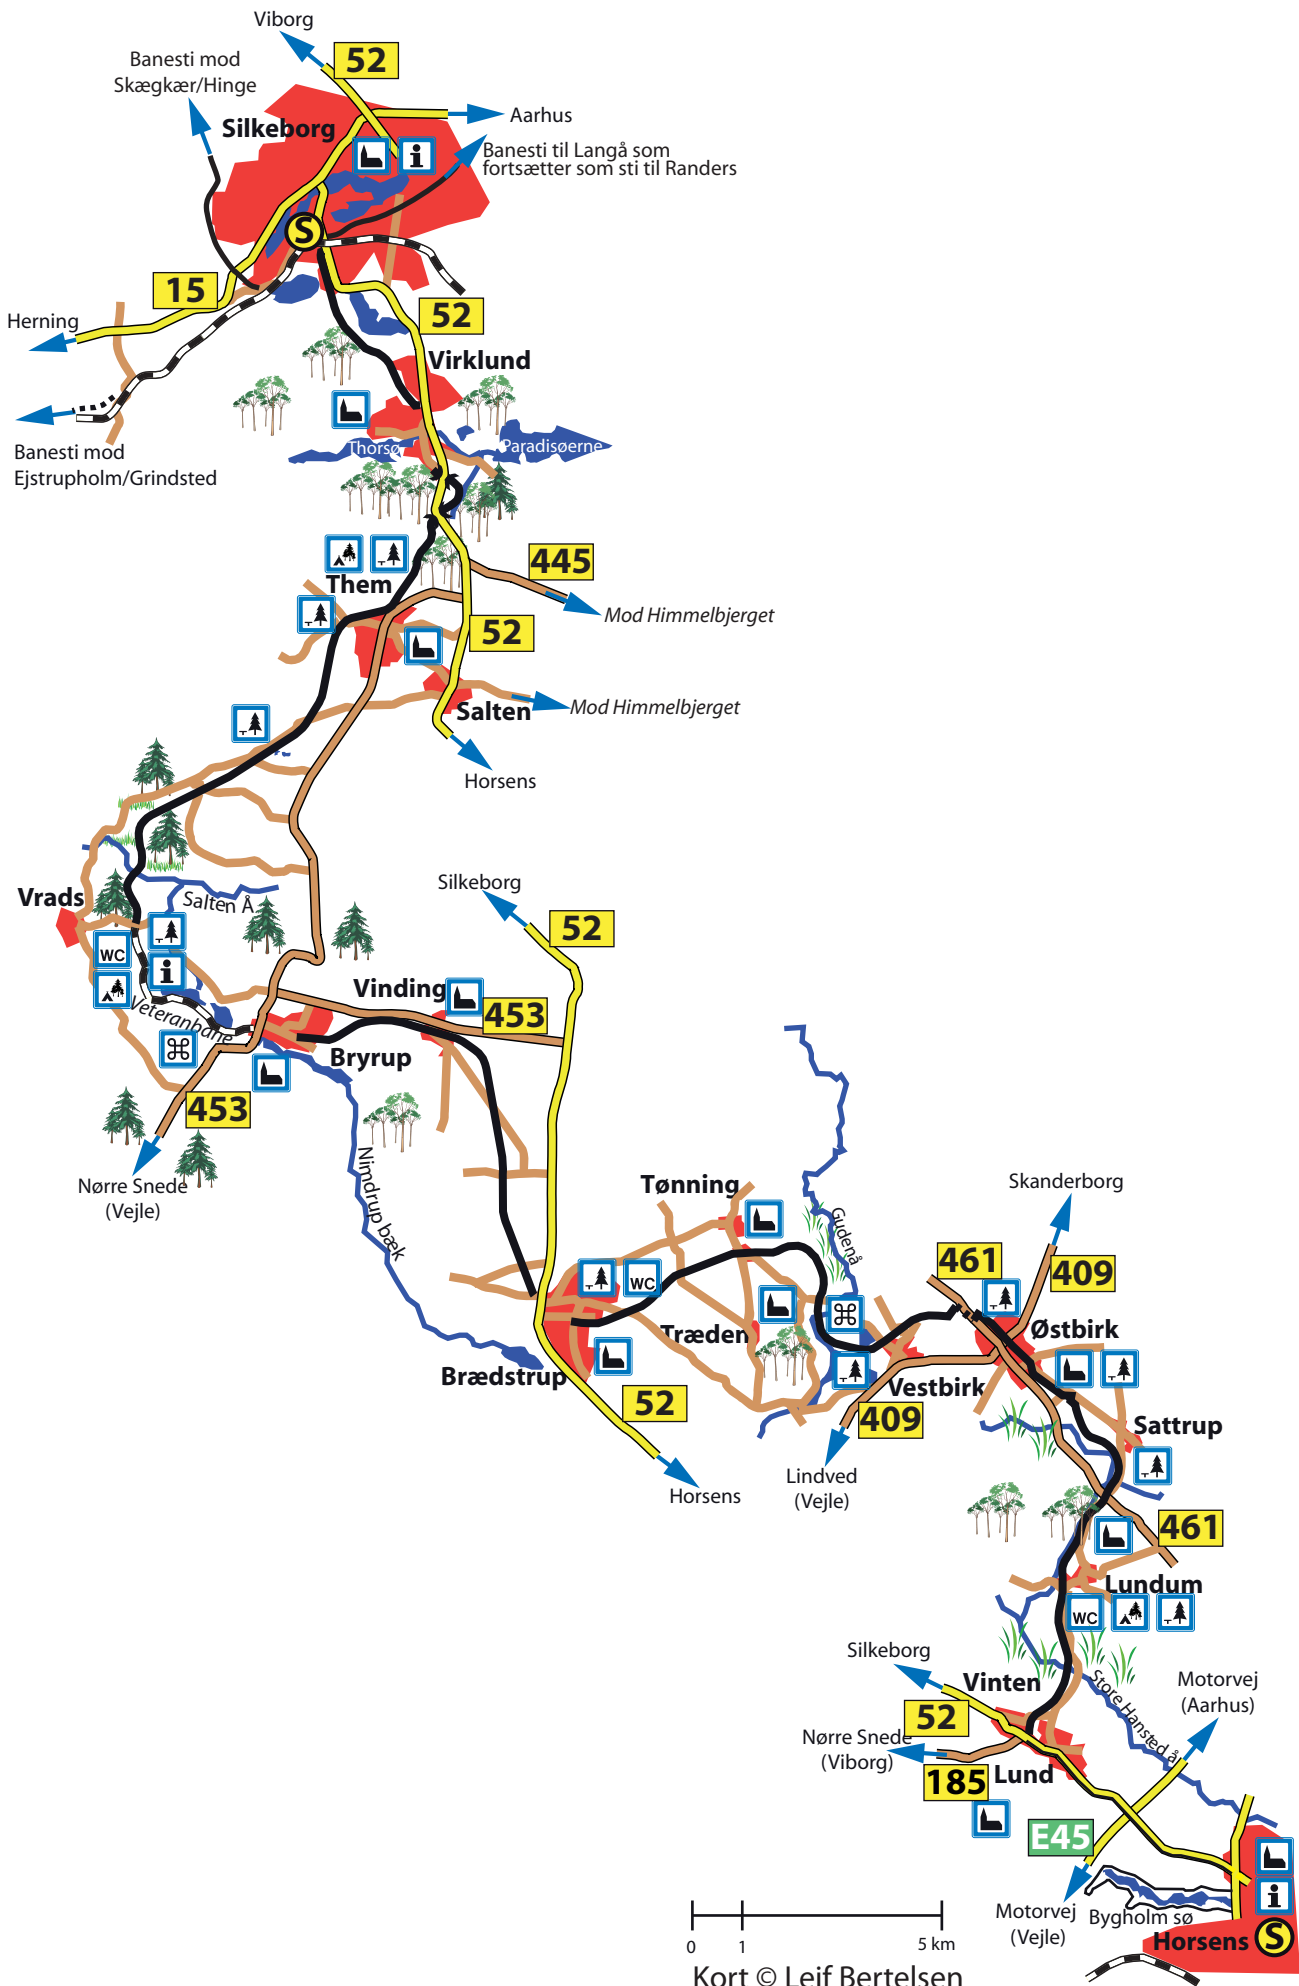 Viborg
52
Banesti mod
Skægkær/Hinge
Aarhus
Silkeborg
Banesti til Langå som
fortsætter som sti til Randers
S
15
52
Herning
Virklund
Thorsø
Paradisøerne
Banesti mod
Ejstrupholm/Grindsted
445
Them
Mod Himmelbjerget
52
Salten
Mod Himmelbjerget
Horsens
Silkeborg
Vrads
Salten Å
52
WC
i
Vinding
453
Veteranbane
Bryrup
453
Nimdrup bæk
Nørre Snede
(Vejle)
Tønning
Skanderborg
Gudenå
461
409
WC
Træden
Østbirk
Brædstrup
Vestbirk
52
409
Sattrup
Lindved
(Vejle)
Horsens
461
Lundum
WC
Silkeborg
Vinten
Motorvej
(Aarhus)
Store Hansted å
52
Nørre Snede
(Viborg)
185
Lund
E45
i
i
Motorvej
(Vejle)
Bygholm sø
Horsens
S
0 1 5 km
Kort © Leif Bertelsen